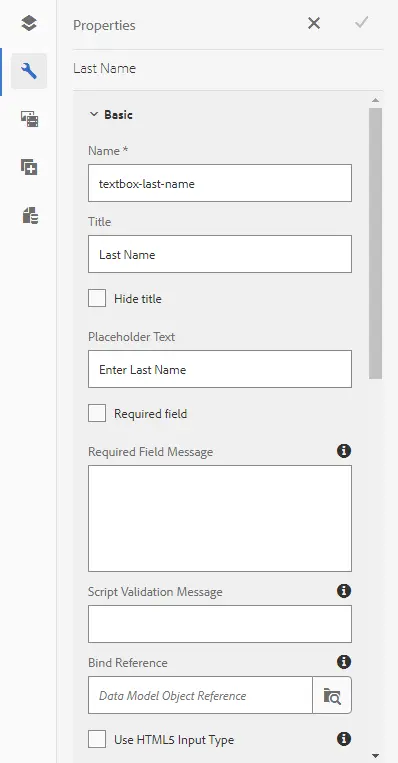 Properties
Last Name
Basic
Name *
textbox-last-name
Title
Last Name
Hide title
Placeholder Text
Enter Last Name
Required field
Required Field Message
Script Validation Message
Bind Reference
Data Model Object Reference
Use HTML5 Input Type